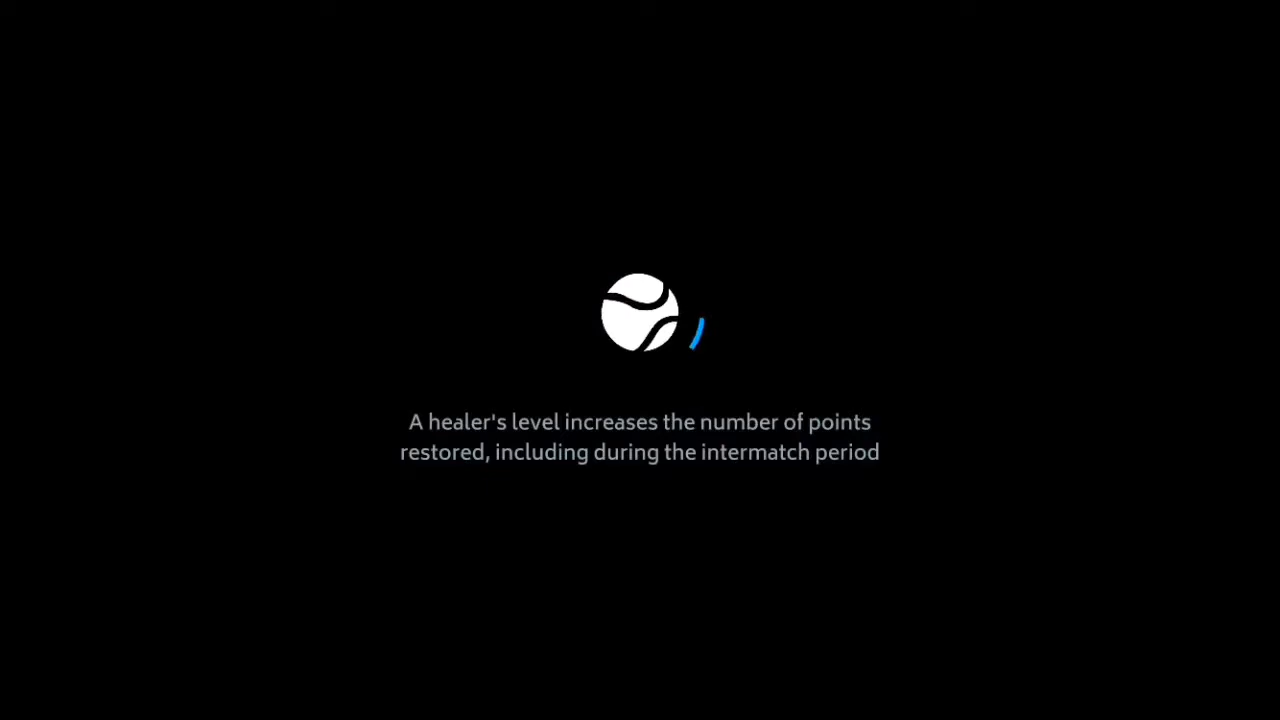 A healer's level increases the number of points
restored, including during the intermatch period